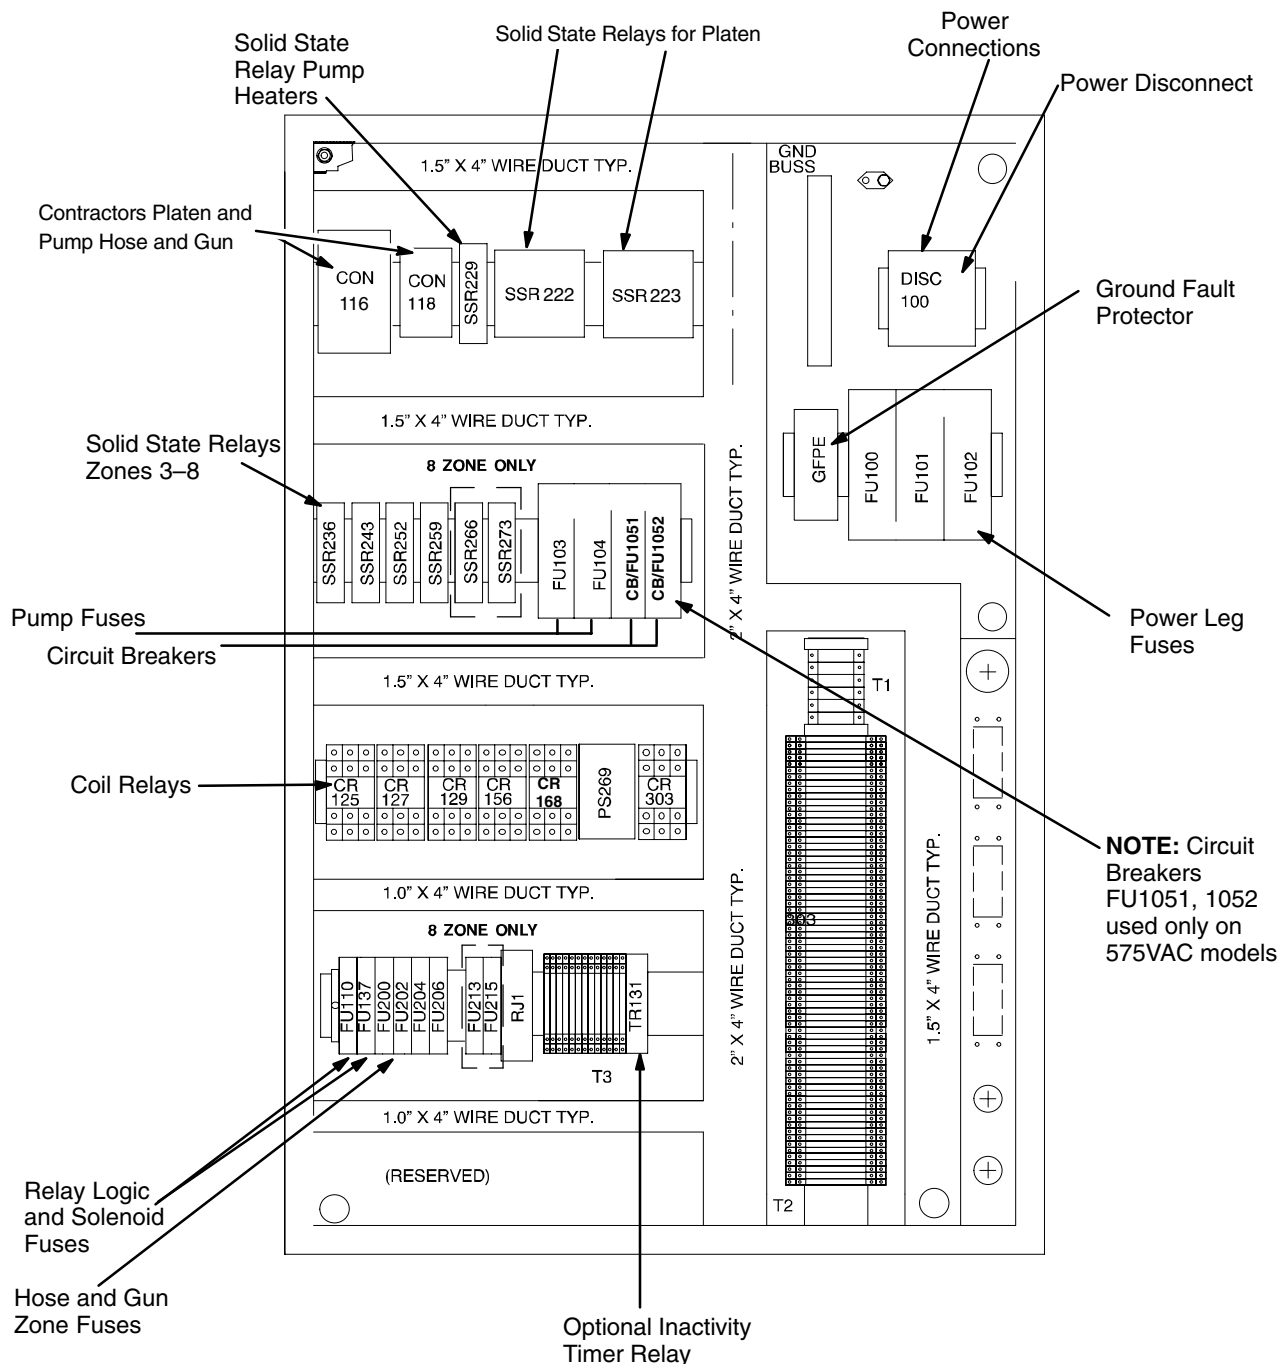 Solid State
Relay Pump
Heaters
Solid State Relays for Platen
Power
Connections
Power Disconnect
Contractors Platen and
Pump Hose and Gun
1.5" X 4" WIRE DUCT TYP.
GND
BUSS
CON
116
CON
118
SSR229
SSR 222
SSR 223
DISC
100
Ground Fault
Protector
1.5" X 4" WIRE DUCT TYP.
2" X 4" WIRE DUCT TYP.
GFPE
FU100
FU101
FU102
Solid State Relays
Zones 3–8
8 ZONE ONLY
SSR236
SSR243
SSR252
SSR259
SSR266
SSR273
FU103
FU104
CB/FU1051
CB/FU1052
Pump Fuses
Circuit Breakers
Power Leg
Fuses
1.5" X 4" WIRE DUCT TYP.
T1
Coil Relays
CR
125
CR
127
CR
129
CR
156
CR
168
PS269
CR
303
NOTE: Circuit
Breakers
FU1051, 1052
used only on
575VAC models
1.0" X 4" WIRE DUCT TYP.
2" X 4" WIRE DUCT TYP.
303
1.5" X 4" WIRE DUCT TYP.
8 ZONE ONLY
FU110
FU137
FU200
FU202
FU204
FU206
FU213
FU215
RJ1
TR131
T3
1.0" X 4" WIRE DUCT TYP.
(RESERVED)
T2
Relay Logic
and Solenoid
Fuses
Hose and Gun
Zone Fuses
Optional Inactivity
Timer Relay